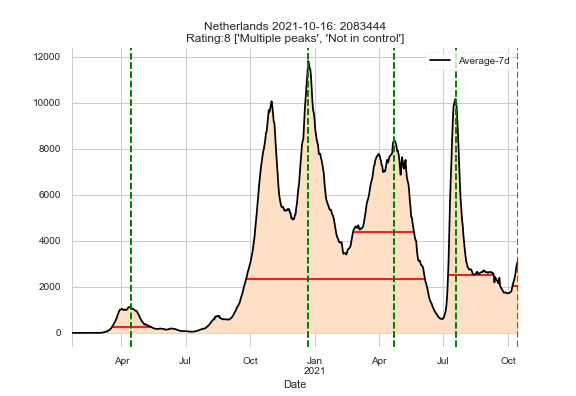 Netherlands 2021-10-16: 2083444
Rating:8 ['Multiple peaks', 'Not in control']
12000
10000
8000
6000
4000
2000
0
Average-7d
Apr
Jul
Oct
Jan
2021
Apr
Jul
Oct
Date